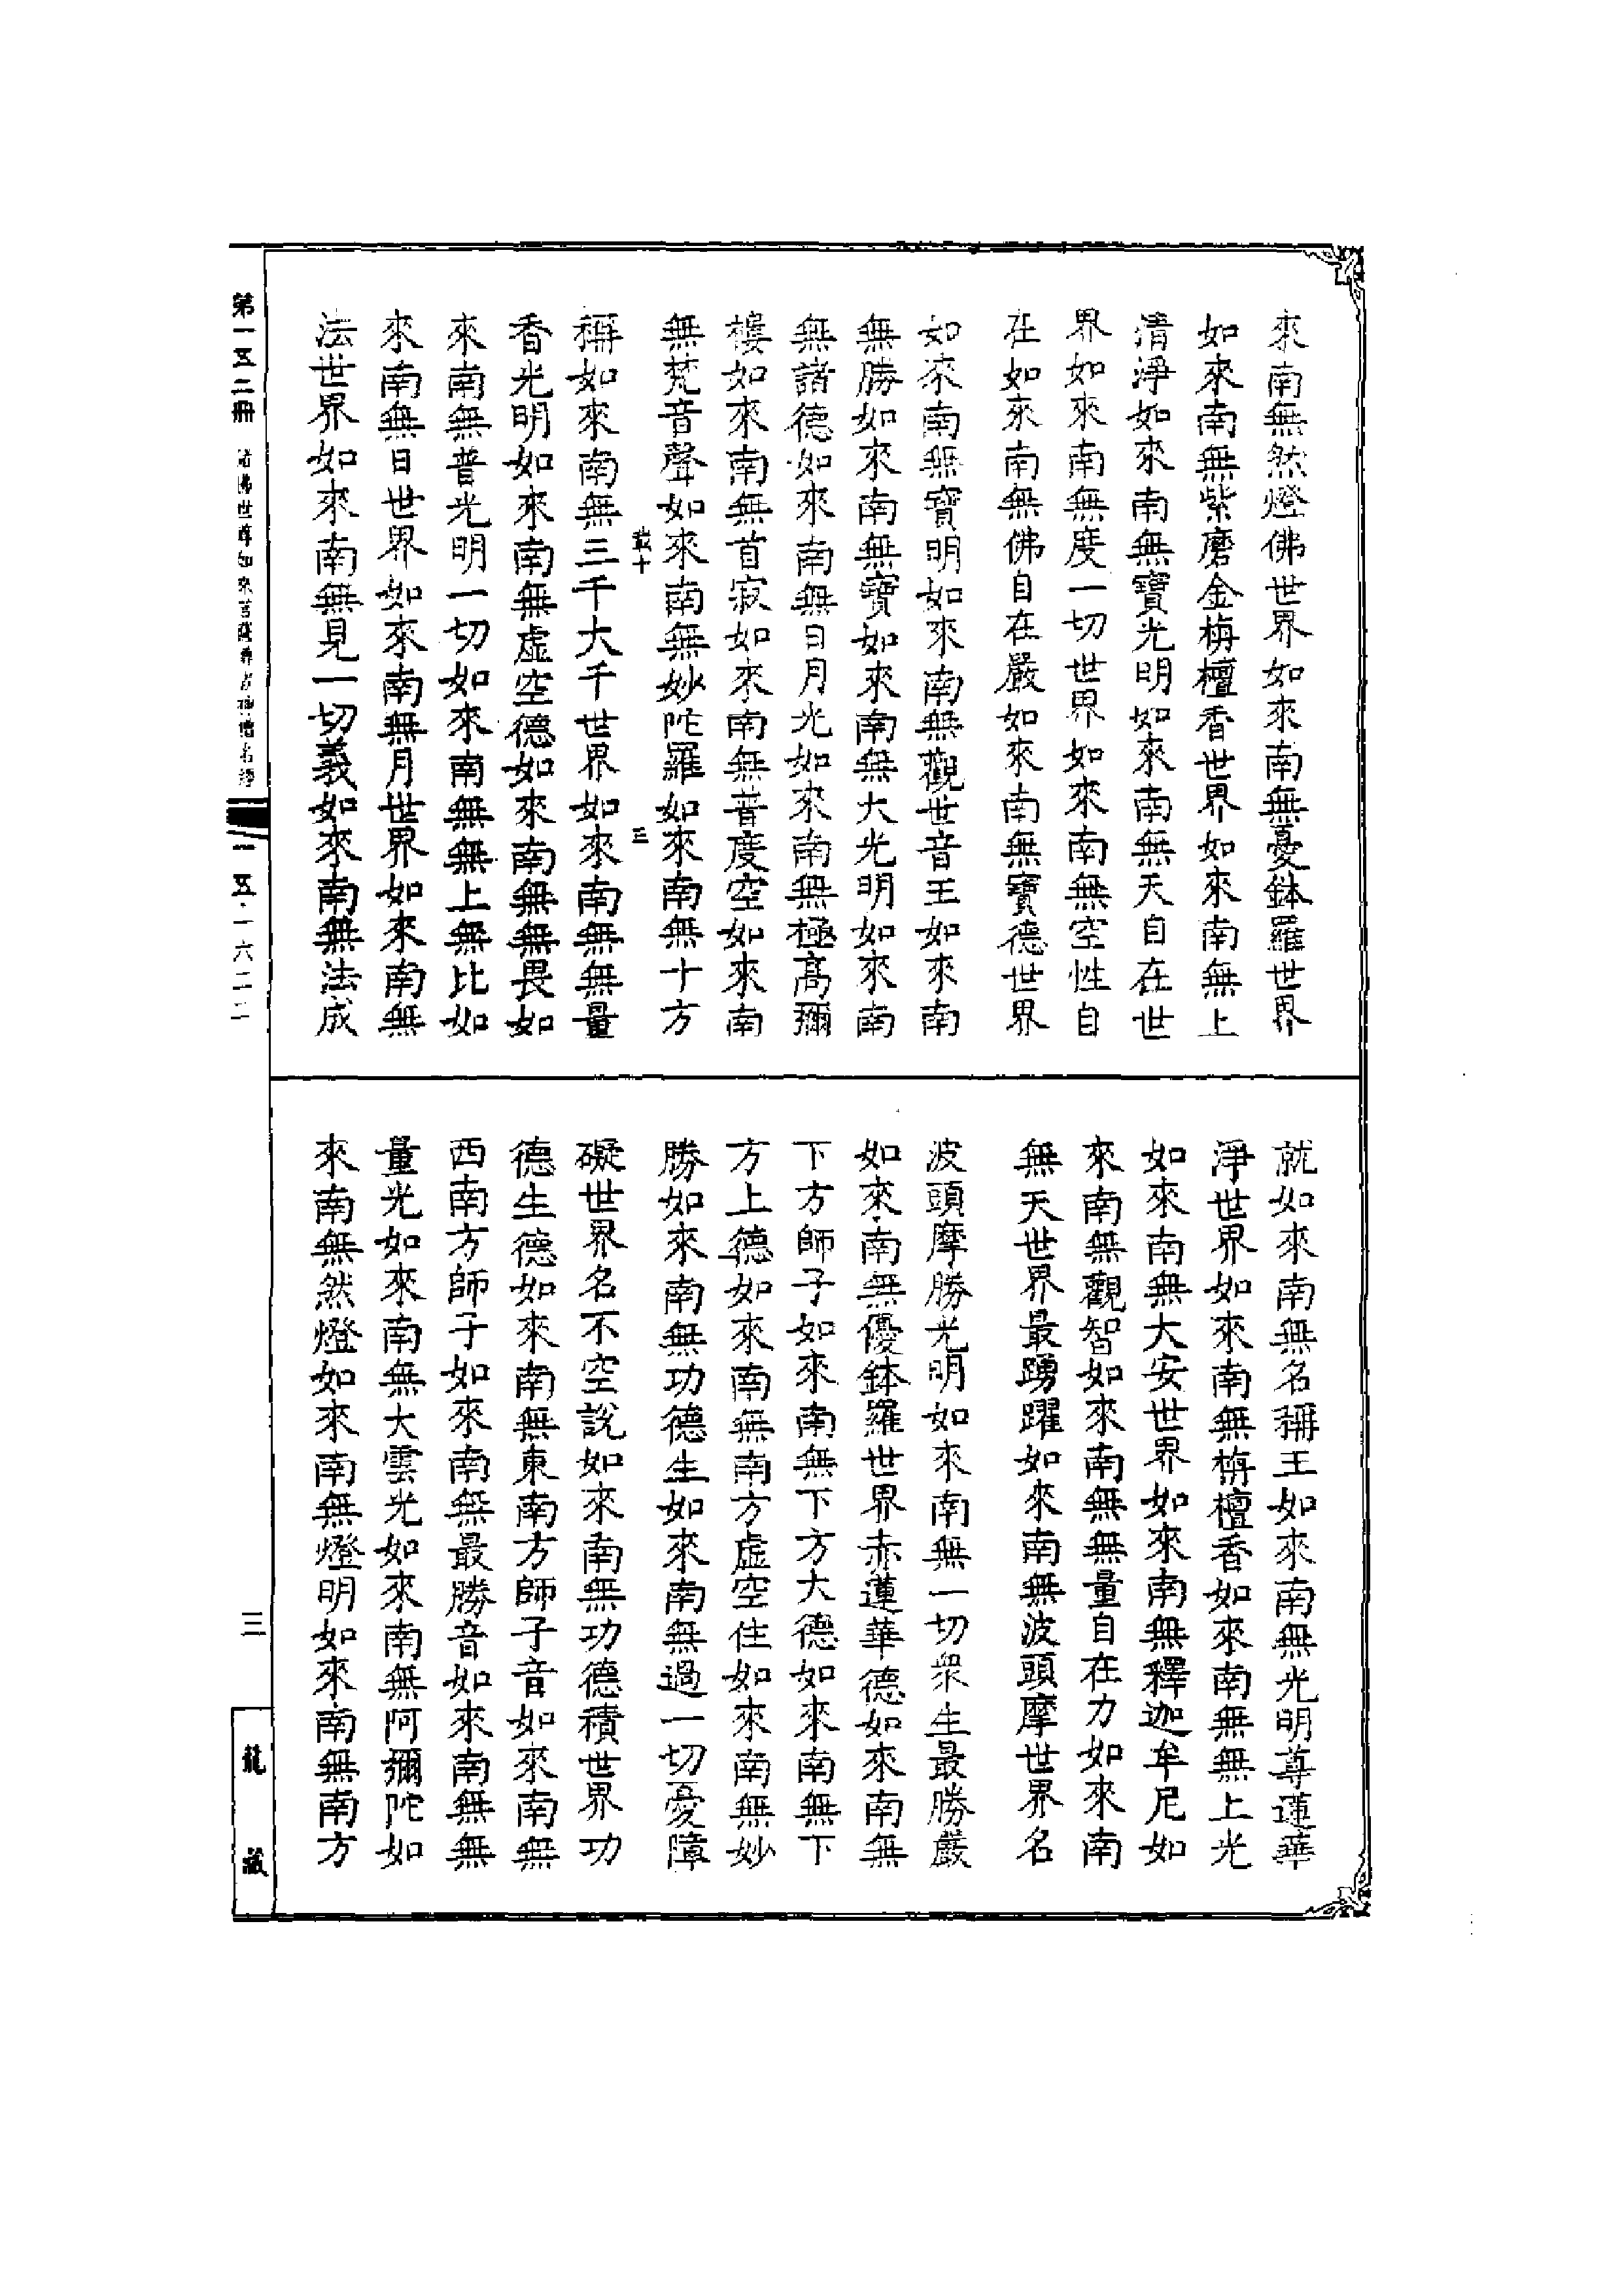 來南無然燈佛世界如來南無憂鉢羅世界
如來南無紫磨金栴檀香世界如來南無上
清淨如來南無寶光明如來南無天自在世
界如來南無度一切世界如來南無空性自
在如來南無佛自在嚴如來南無寶德世界
如來南無寶明如來南無觀世音王如來南
無勝如來南無寶如來南無大光明如來南
無諸德如來南無日月光如來南無極高彌
樓如來南無首寂如來南無普度空如來南
無梵音聲如來南無妙陀羅如來南無十方
載十 三
稱如來南無三千大千世界如來南無無量
香光明如來南無虛空德如來南無無畏如
來南無普光明一切如來南無無上無比如
來南無日世界如來南無月世界如來南無
法世界如來南無見一切義如來南無法成
就如來南無名稱王如來南無光明尊蓮華
淨世界如來南無栴檀香如來南無無上光
如來南無大安世界如來南無釋迦牟尼如
來南無觀智如來南無無量自在力如來南
無天世界最踴躍如來南無波頭摩世界名
波頭摩勝光明如來南無一切眾生最勝嚴
如來南無優鉢羅世界赤蓮華德如來南無
下方師子如來南無下方大德如來南無下
方上德如來南無南方虛空住如來南無妙
勝如來南無功德生如來南無過一切憂障
礙世界名不空說如來南無功德積世界功
德生德如來南無東南方師子音如來南無
西南方師子如來南無最勝音如來南無無
量光如來南無大雲光如來南無阿彌陀如
來南無然燈如來南無燈明如來南無南方
第一五二冊 諸佛世尊如來菩薩尊者神僧名經
一五二一六二二
三
龍藏